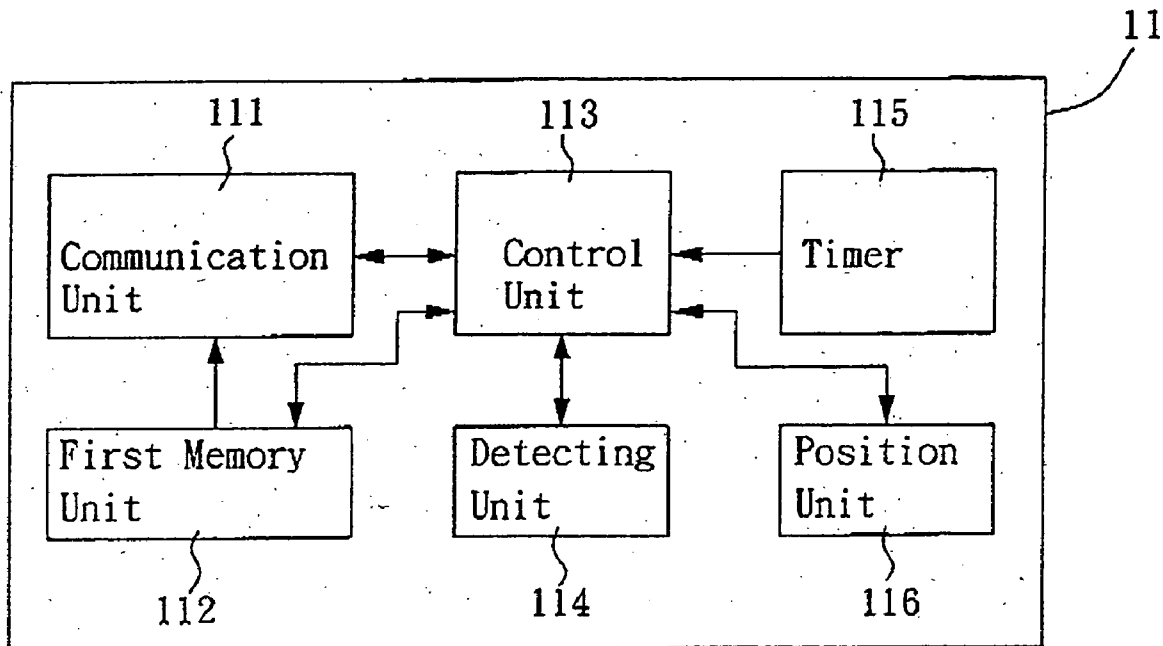 11
111
113
115
Communication
Unit
Control
Unit
Timer
First Memory
Unit
Detecting
Unit
Position
Unit
112
114
116